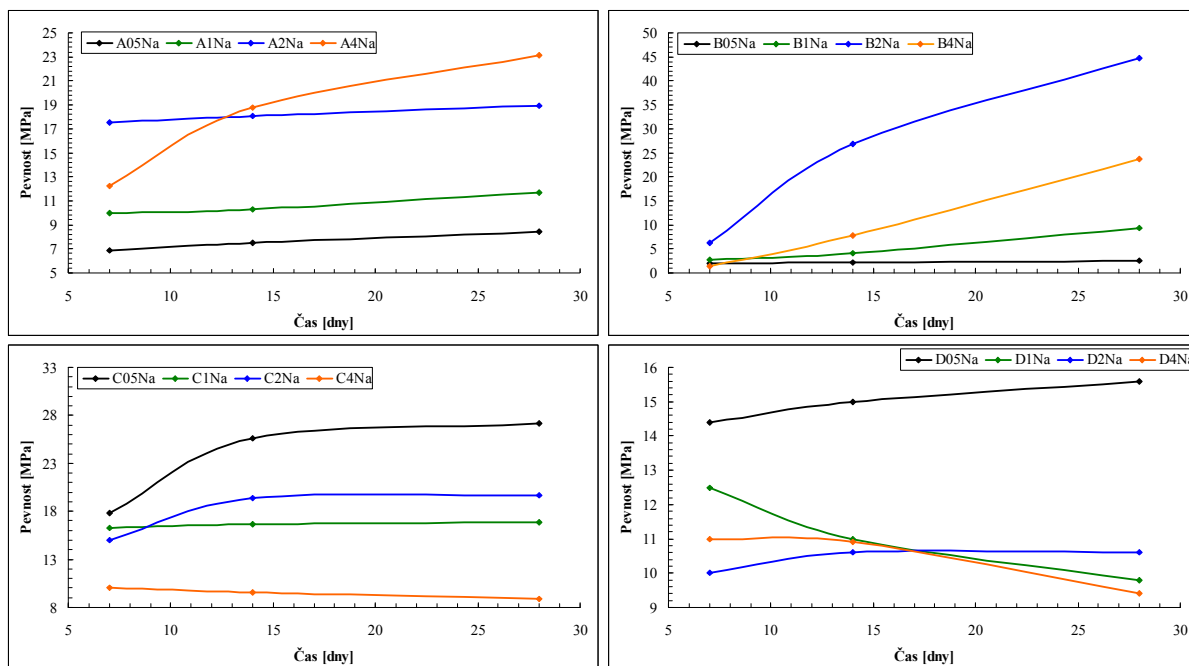 A05Na A1Na A2Na A4Na
25
23
21
19
17
15
13
11
9
7
5
Pevnost [MPa]
5 10 15 20 25 30
Čas [dny]
B05Na B1Na B2Na B4Na
50
45
40
35
30
25
20
15
10
5
0
Pevnost [MPa]
5 10 15 20 25 30
Čas [dny]
C05Na C1Na C2Na C4Na
33
28
23
18
13
8
Pevnost [MPa]
5 10 15 20 25 30
Čas [dny]
D05Na D1Na D2Na D4Na
16
15
14
13
12
11
10
9
Pevnost [MPa]
5 10 15 20 25 30
Čas [dny]